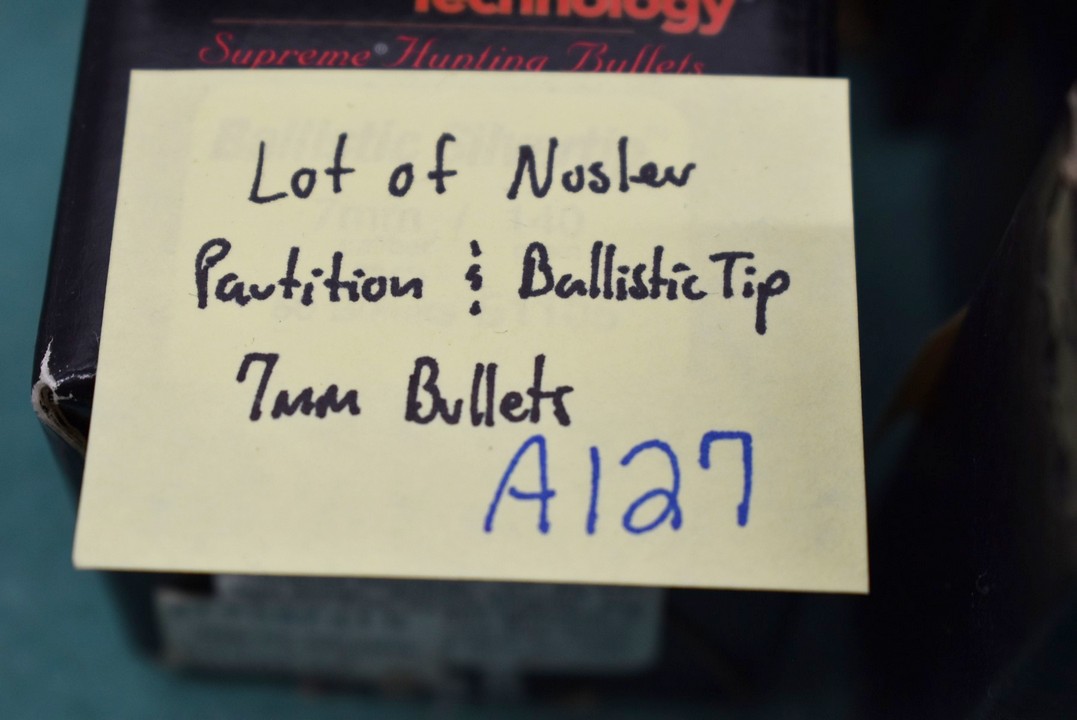 Technology
Supreme Hunting Bullets
Lot of Nosler
Partition & Ballistic Tip
7mm Bullets
A127